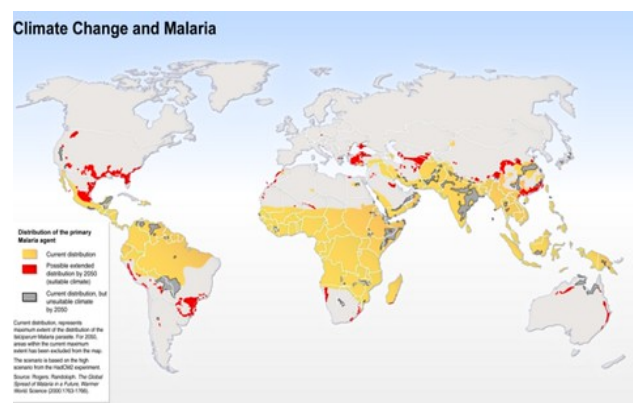 Climate Change and Malaria
Distribution of the primary
Malaria agent
Current distribution
Possible extended
distribution by 2050
(suitable climate)
Current distribution, but
unsuitable climate
by 2050
Current distribution, represents
maximum extent of the distribution of the
falciparum Malaria parasite. For 2050,
areas within the current maximum
extent has been excluded from the map.
The scenario is based on the high
scenario from the HadCM2 experiment.
Source: Rogers, Randolph. The Global
Spread of Malaria in a Future, Warmer
World. Science (2000:1763-1766).